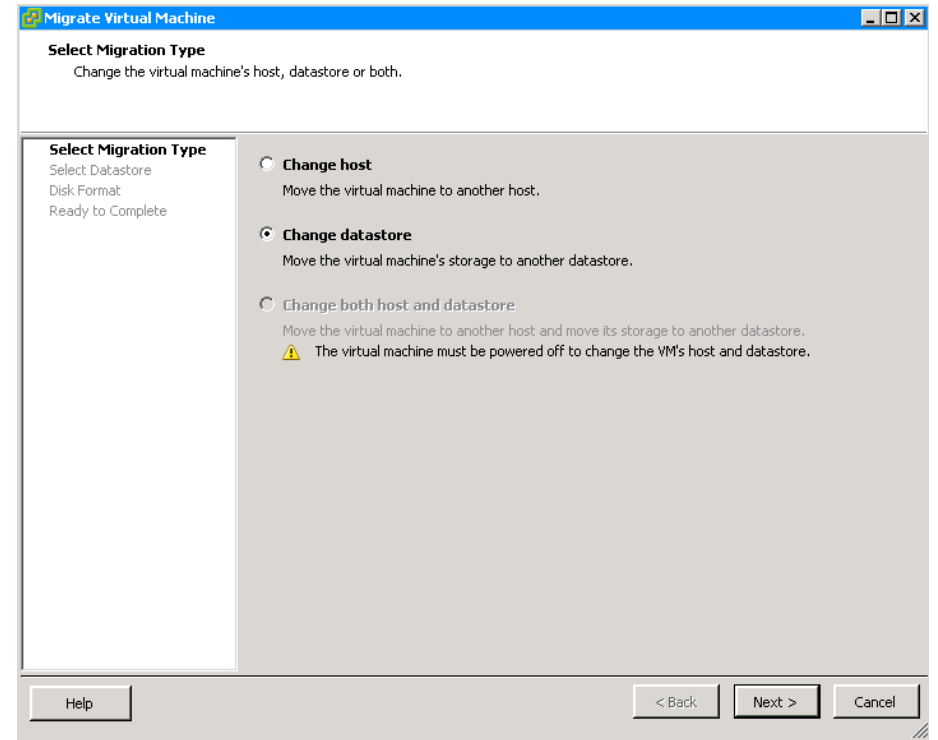 Migrate Virtual Machine
Select Migration Type
Change the virtual machine's host, datastore or both.
Select Migration Type
Select Datastore
Disk Format
Ready to Complete
Change host
Move the virtual machine to another host.
Change datastore
Move the virtual machine's storage to another datastore.
Change both host and datastore
Move the virtual machine to another host and move its storage to another datastore.
The virtual machine must be powered off to change the VM's host and datastore.
Help
< Back
Next >
Cancel